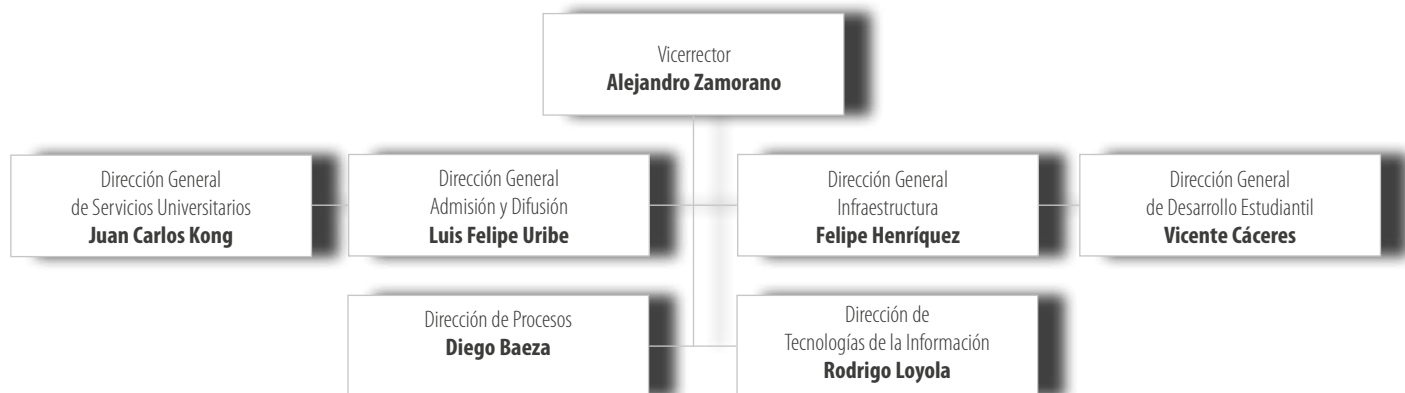 Vicerrector
Alejandro Zamorano
Dirección General
de Servicios Universitarios
Juan Carlos Kong
Dirección General
Admisión y Difusión
Luis Felipe Uribe
Dirección General
Infraestructura
Felipe Henríquez
Dirección General
de Desarrollo Estudiantil
Vicente Cáceres
Dirección de Procesos
Diego Baeza
Dirección de
Tecnologías de la Información
Rodrigo Loyola